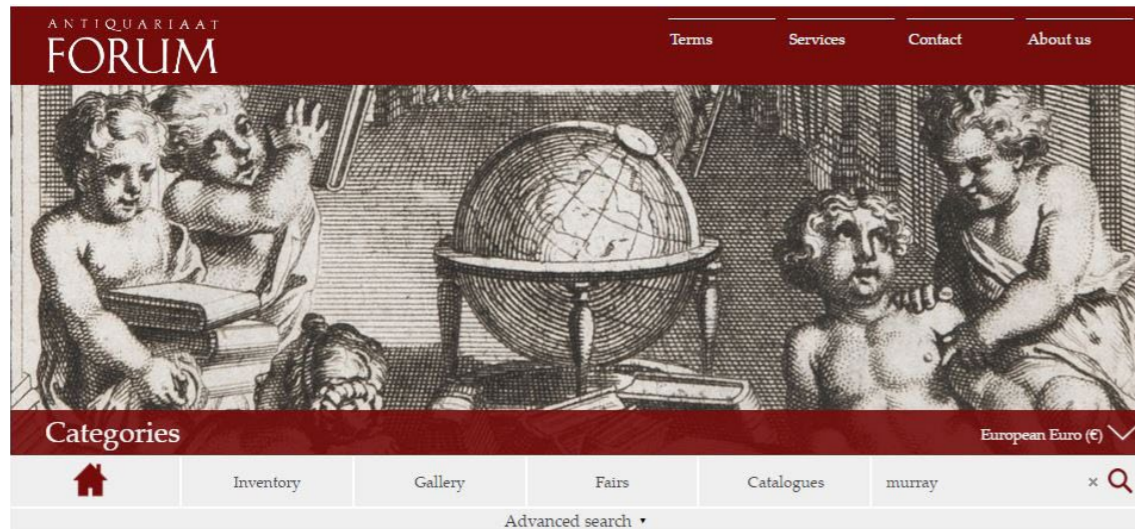 ANTIQUARIAAT
FORUM
Terms Services Contact About us
Categories
European Euro (€)
Inventory Gallery Fairs Catalogues murray ×
Advanced search ▾